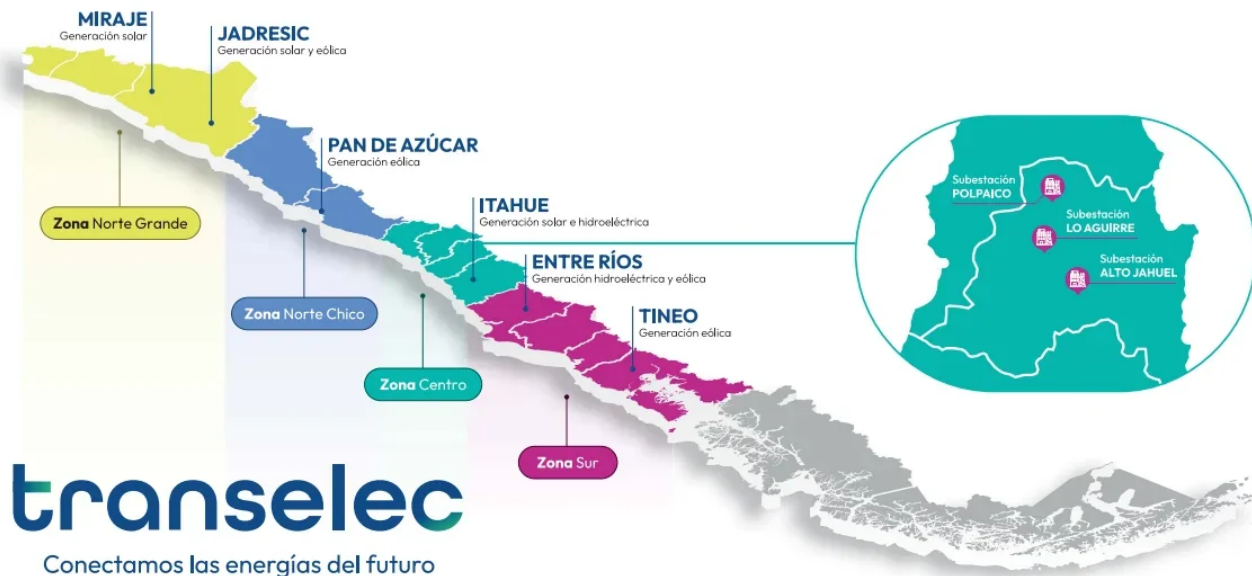 MIRAJE
Generación solar
JADRESIC
Generación solar y eólica
PAN DE AZÚCAR
Generación eólica
ITAHUE
Generación solar e hidroeléctrica
ENTRE RÍOS
Generación hidroeléctrica y eólica
TINEO
Generación eólica
Zona Norte Grande
Zona Norte Chico
Zona Centro
Zona Sur
Subestación
POLPAICO
Subestación
LO AGUIRRE
Subestación
ALTO JAHUEL
transelec
Conectamos las energías del futuro